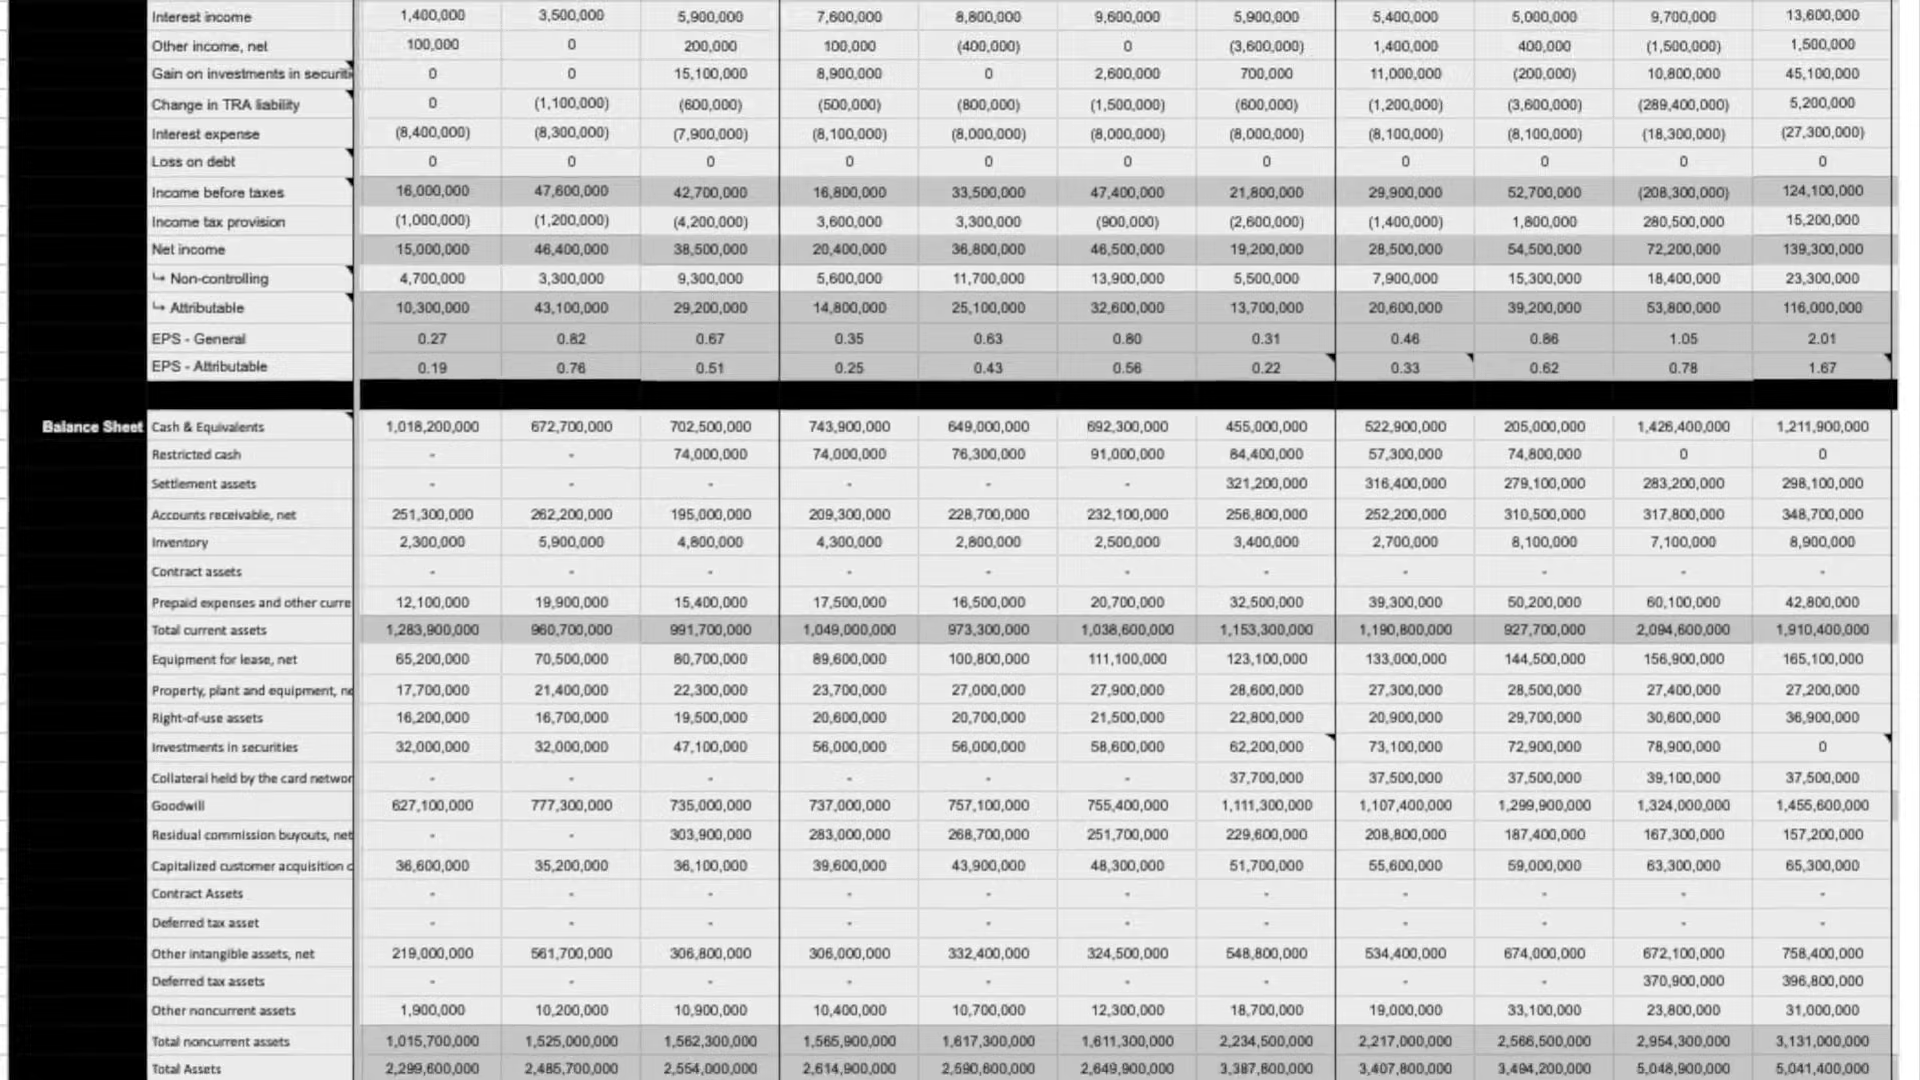 Interest income 1,400,000 3,500,000 5,900,000 7,600,000 8,800,000 9,600,000 5,900,000 5,400,000 5,000,000 9,700,000 13,600,000
Other income, net 100,000 0 200,000 100,000 (400,000) 0 (3,600,000) 1,400,000 400,000 (1,500,000) 1,500,000
Gain on investments in securiti 0 0 15,100,000 8,900,000 0 2,600,000 700,000 11,000,000 (200,000) 10,800,000 45,100,000
Change in TRA liability 0 (1,100,000) (600,000) (500,000) (800,000) (1,500,000) (600,000) (1,200,000) (3,600,000) (289,400,000) 5,200,000
Interest expense (8,400,000) (8,300,000) (7,900,000) (8,100,000) (8,000,000) (8,000,000) (8,000,000) (8,100,000) (8,100,000) (18,300,000) (27,300,000)
Loss on debt 0 0 0 0 0 0 0 0 0 0 0
Income before taxes 16,000,000 47,600,000 42,700,000 16,800,000 33,500,000 47,400,000 21,800,000 29,900,000 52,700,000 (208,300,000) 124,100,000
Income tax provision (1,000,000) (1,200,000) (4,200,000) 3,600,000 3,300,000 (900,000) (2,600,000) (1,400,000) 1,800,000 280,500,000 15,200,000
Net income 15,000,000 46,400,000 38,500,000 20,400,000 36,800,000 46,500,000 19,200,000 28,500,000 54,500,000 72,200,000 139,300,000
↳ Non-controlling 4,700,000 3,300,000 9,300,000 5,600,000 11,700,000 13,900,000 5,500,000 7,900,000 15,300,000 18,400,000 23,300,000
↳ Attributable 10,300,000 43,100,000 29,200,000 14,800,000 25,100,000 32,600,000 13,700,000 20,600,000 39,200,000 53,800,000 116,000,000
EPS - General 0.27 0.82 0.67 0.35 0.63 0.80 0.31 0.46 0.86 1.05 2.01
EPS - Attributable 0.19 0.76 0.51 0.25 0.43 0.56 0.22 0.33 0.62 0.78 1.67
Balance Sheet Cash & Equivalents 1,018,200,000 672,700,000 702,500,000 743,900,000 649,000,000 692,300,000 455,000,000 522,900,000 205,000,000 1,426,400,000 1,211,900,000
Restricted cash - - 74,000,000 74,000,000 76,300,000 91,000,000 84,400,000 57,300,000 74,800,000 0 0
Settlement assets - - - - - - 321,200,000 316,400,000 279,100,000 283,200,000 298,100,000
Accounts receivable, net 251,300,000 262,200,000 195,000,000 209,300,000 228,700,000 232,100,000 256,800,000 252,200,000 310,500,000 317,800,000 348,700,000
Inventory 2,300,000 5,900,000 4,800,000 4,300,000 2,800,000 2,500,000 3,400,000 2,700,000 8,100,000 7,100,000 8,900,000
Contract assets - - - - - - - - - - -
Prepaid expenses and other curre 12,100,000 19,900,000 15,400,000 17,500,000 16,500,000 20,700,000 32,500,000 39,300,000 50,200,000 60,100,000 42,800,000
Total current assets 1,283,900,000 960,700,000 991,700,000 1,049,000,000 973,300,000 1,038,600,000 1,153,300,000 1,190,800,000 927,700,000 2,094,600,000 1,910,400,000
Equipment for lease, net 65,200,000 70,500,000 80,700,000 89,600,000 100,800,000 111,100,000 123,100,000 133,000,000 144,500,000 156,900,000 165,100,000
Property, plant and equipment, ne 17,700,000 21,400,000 22,300,000 23,700,000 27,000,000 27,900,000 28,600,000 27,300,000 28,500,000 27,400,000 27,200,000
Right-of-use assets 16,200,000 16,700,000 19,500,000 20,600,000 20,700,000 21,500,000 22,800,000 20,900,000 29,700,000 30,600,000 36,900,000
Investments in securities 32,000,000 32,000,000 47,100,000 56,000,000 56,000,000 58,600,000 62,200,000 73,100,000 72,900,000 78,900,000 0
Collateral held by the card networ - - - - - - 37,700,000 37,500,000 37,500,000 39,100,000 37,500,000
Goodwill 627,100,000 777,300,000 735,000,000 737,000,000 757,100,000 755,400,000 1,111,300,000 1,107,400,000 1,299,900,000 1,324,000,000 1,455,600,000
Residual commission buyouts, net - - 303,900,000 283,000,000 268,700,000 251,700,000 229,600,000 208,800,000 187,400,000 167,300,000 157,200,000
Capitalized customer acquisition c 36,600,000 35,200,000 36,100,000 39,600,000 43,900,000 48,300,000 51,700,000 55,600,000 59,000,000 63,300,000 65,300,000
Contract Assets - - - - - - - - - - -
Deferred tax asset - - - - - - - - - - -
Other intangible assets, net 219,000,000 561,700,000 306,800,000 306,000,000 332,400,000 324,500,000 548,800,000 534,400,000 674,000,000 672,100,000 758,400,000
Deferred tax assets - - - - - - - - - 370,900,000 396,800,000
Other noncurrent assets 1,900,000 10,200,000 10,900,000 10,400,000 10,700,000 12,300,000 18,700,000 19,000,000 33,100,000 23,800,000 31,000,000
Total noncurrent assets 1,015,700,000 1,525,000,000 1,562,300,000 1,565,900,000 1,617,300,000 1,611,300,000 2,234,500,000 2,217,000,000 2,566,500,000 2,954,300,000 3,131,000,000
Total Assets 2,299,600,000 2,485,700,000 2,554,000,000 2,614,900,000 2,590,600,000 2,649,900,000 3,387,800,000 3,407,800,000 3,494,200,000 5,048,900,000 5,041,400,000